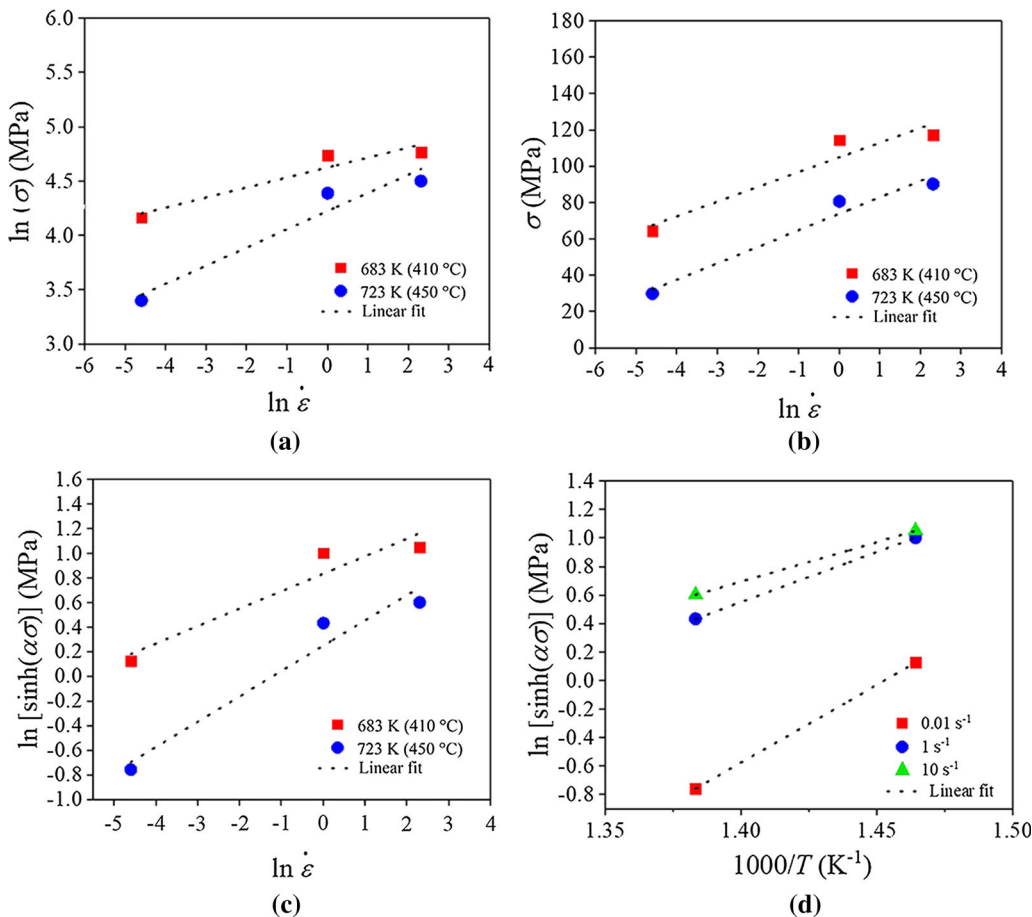 6.0
5.5
5.0
4.5
4.0
3.5
3.0
ln (σ) (MPa)
683 K (410 °C)
723 K (450 °C)
Linear fit
-6 -5 -4 -3 -2 -1 0 1 2 3 4
ln ε̇
(a)
180
160
140
120
100
80
60
40
20
0
σ (MPa)
683 K (410 °C)
723 K (450 °C)
Linear fit
-6 -5 -4 -3 -2 -1 0 1 2 3 4
ln ε̇
(b)
1.6
1.4
1.2
1.0
0.8
0.6
0.4
0.2
0.0
-0.2
-0.4
-0.6
-0.8
-1.0
ln [sinh(ασ)] (MPa)
683 K (410 °C)
723 K (450 °C)
Linear fit
-5 -4 -3 -2 -1 0 1 2 3 4
ln ε̇
(c)
1.4
1.2
1.0
0.8
0.6
0.4
0.2
0.0
-0.2
-0.4
-0.6
-0.8
ln [sinh(ασ)] (MPa)
0.01 s⁻¹
1 s⁻¹
10 s⁻¹
Linear fit
1.35 1.40 1.45 1.50
1000/T (K⁻¹)
(d)